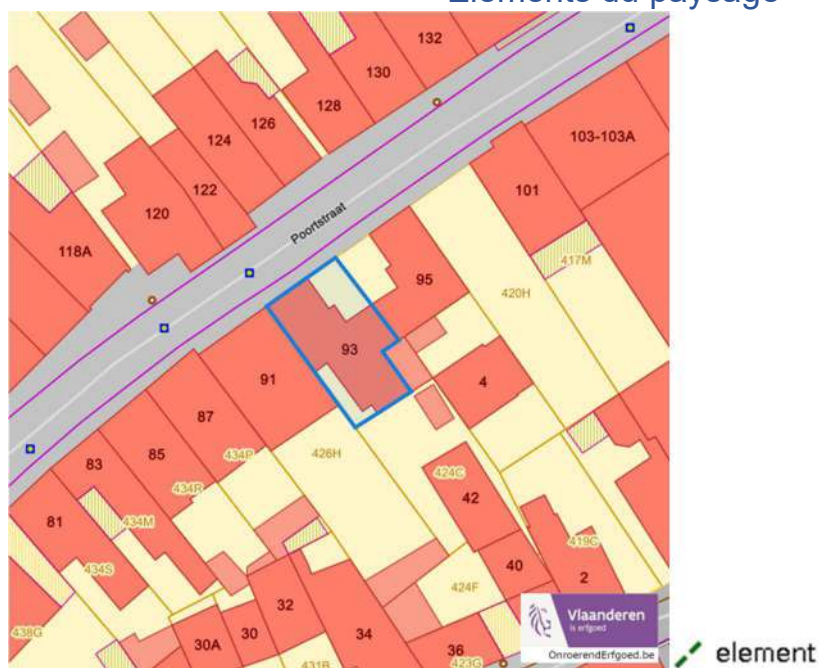 Eléments du paysage
132
130
126
128
124
122
120
118A
103-103A
101
417M
Poortstraat
95
420H
93
4
91
87
85
83
81
434P
434R
434M
434S
426H
424C
42
419C
40
2
424F
32
30
30A
34
36
438G
431B
423G
Vlaanderen
is erfgoed
OnroerendErfgoed.be
element